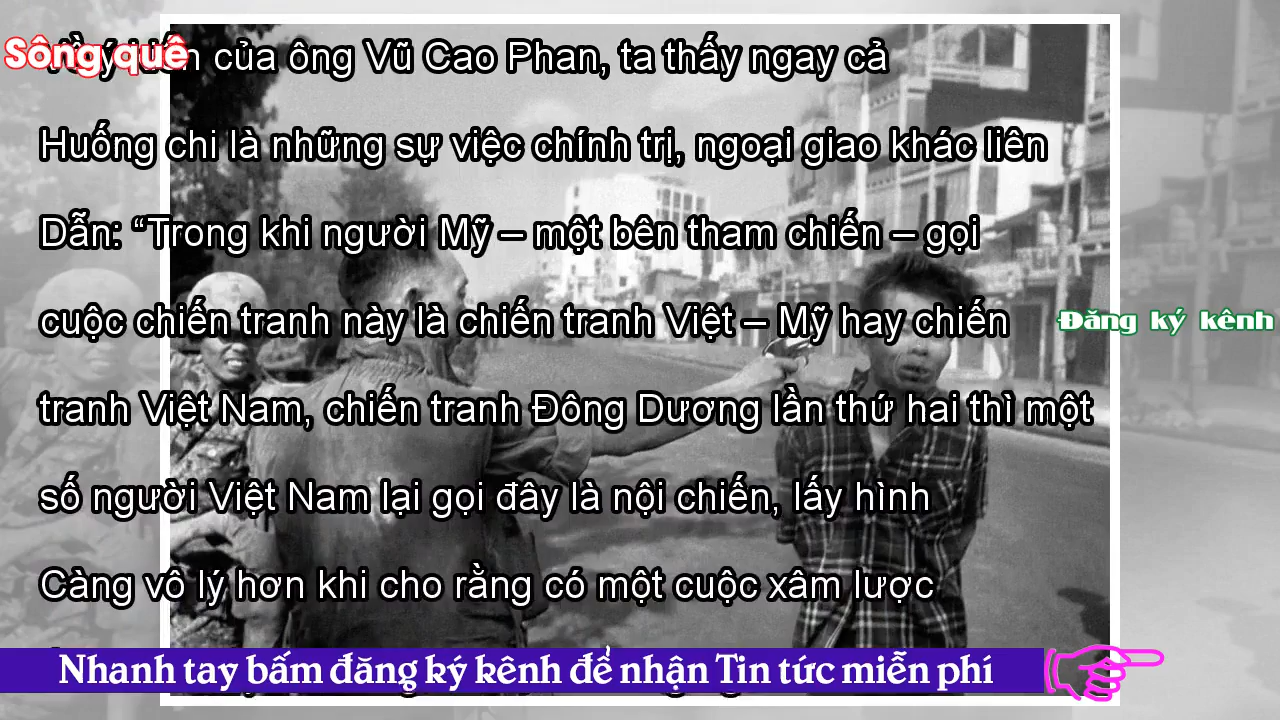 Sông quê
của ông Vũ Cao Phan, ta thấy ngay cả
Huống chi là những sự việc chính trị, ngoại giao khác liên
Dẫn: “Trong khi người Mỹ – một bên tham chiến – gọi
cuộc chiến tranh này là chiến tranh Việt – Mỹ hay chiến
Đăng ký kênh
tranh Việt Nam, chiến tranh Đông Dương lần thứ hai thì một
số người Việt Nam lại gọi đây là nội chiến, lấy hình
Càng vô lý hơn khi cho rằng có một cuộc xâm lược
Nhanh tay bấm đăng ký kênh để nhận Tin tức miễn phí